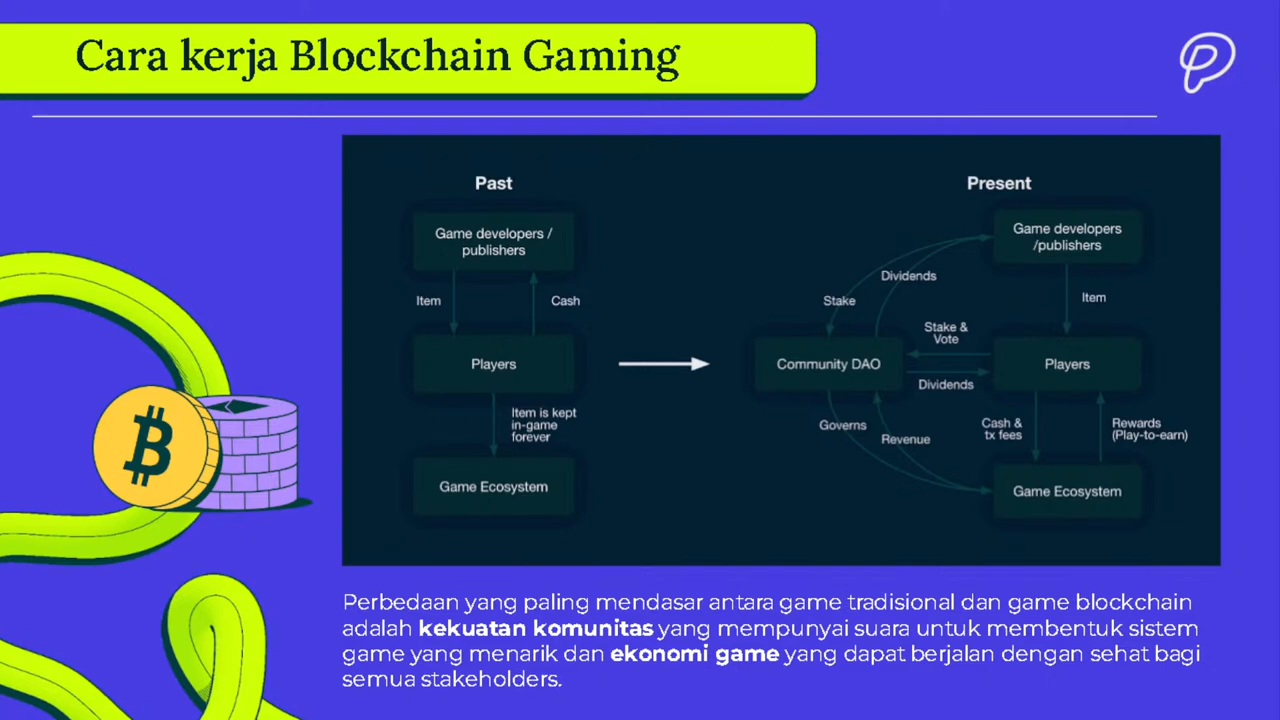 Cara kerja Blockchain Gaming
Past
Game developers /
publishers
Item
Cash
Players
Item is kept
in-game
forever
Game Ecosystem
Present
Game developers
/publishers
Dividends
Stake
Item
Stake &
Vote
Community DAO
Players
Dividends
Governs
Revenue
Cash &
tx fees
Rewards
(Play-to-earn)
Game Ecosystem
Perbedaan yang paling mendasar antara game tradisional dan game blockchain
adalah kekuatan komunitas yang mempunyai suara untuk membentuk sistem
game yang menarik dan ekonomi game yang dapat berjalan dengan sehat bagi
semua stakeholders.